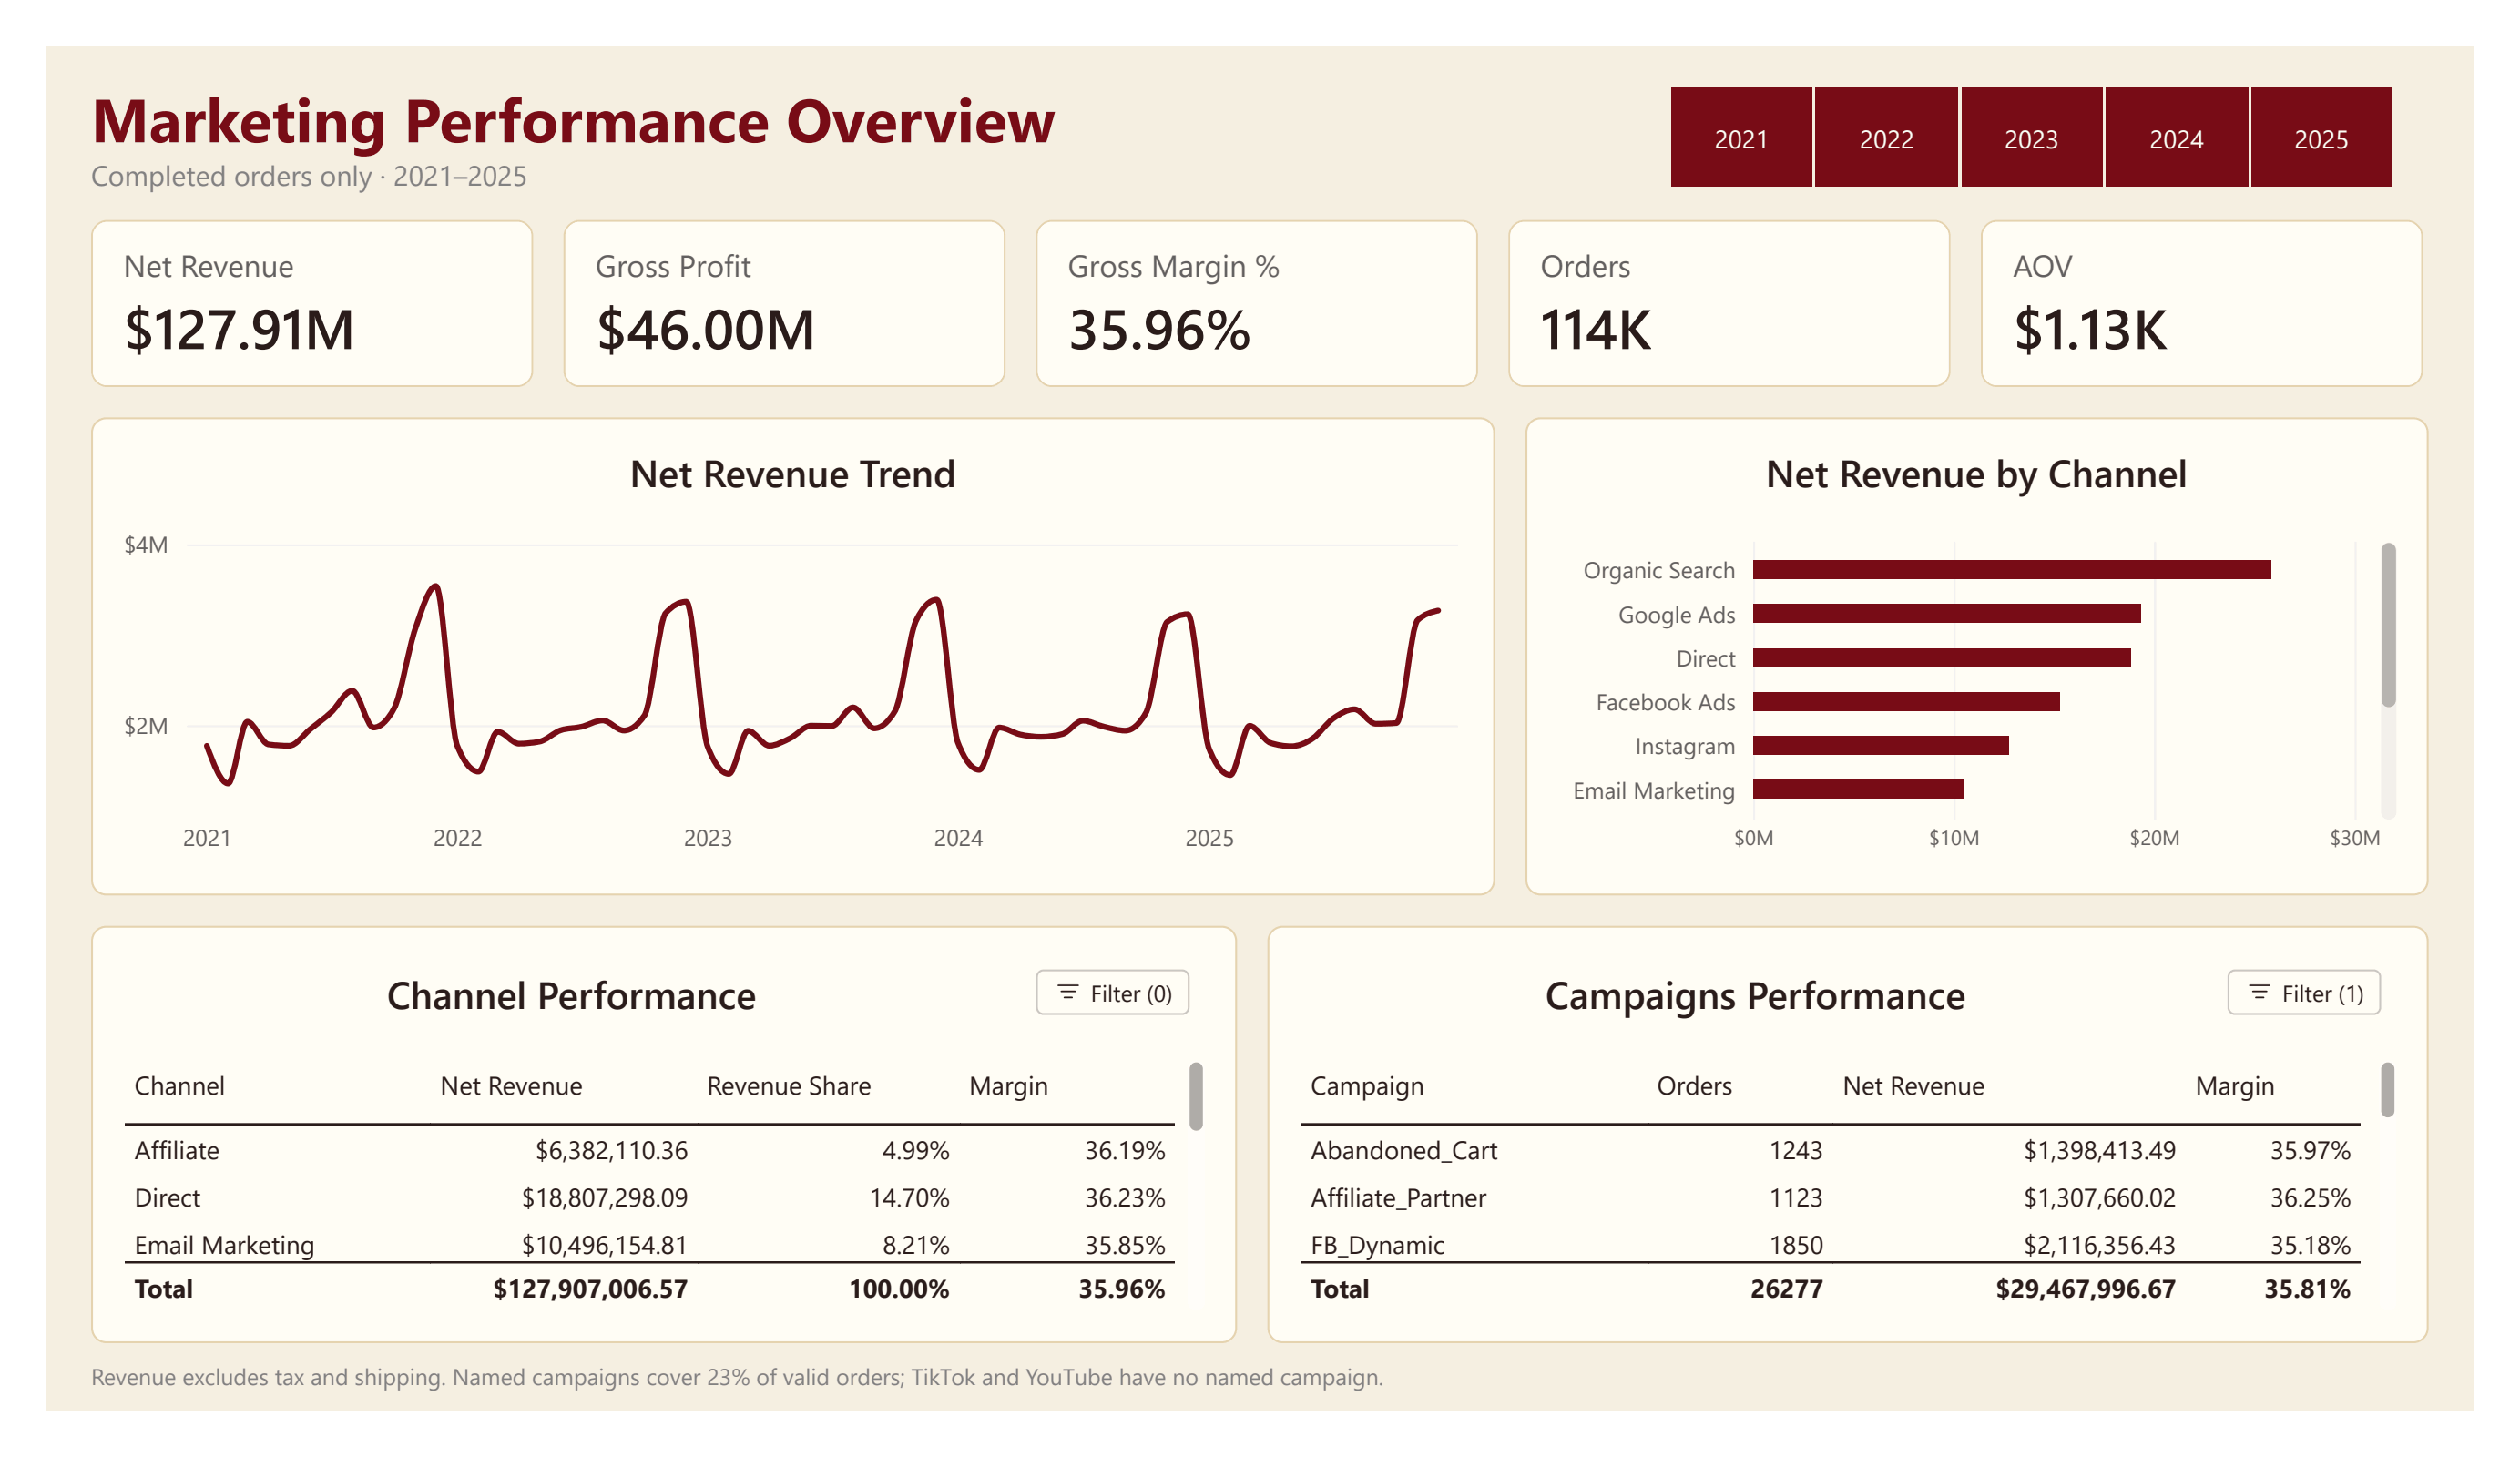 Marketing Performance Overview
Completed orders only · 2021–2025
2021 2022 2023 2024 2025
Net Revenue
$127.91M
Gross Profit
$46.00M
Gross Margin %
35.96%
Orders
114K
AOV
$1.13K
Net Revenue Trend
$4M
$2M
2021 2022 2023 2024 2025
Net Revenue by Channel
Organic Search
Google Ads
Direct
Facebook Ads
Instagram
Email Marketing
$0M $10M $20M $30M
Channel Performance
Filter (0)
Channel Net Revenue Revenue Share Margin
Affiliate $6,382,110.36 4.99% 36.19%
Direct $18,807,298.09 14.70% 36.23%
Email Marketing $10,496,154.81 8.21% 35.85%
Total $127,907,006.57 100.00% 35.96%
Campaigns Performance
Filter (1)
Campaign Orders Net Revenue Margin
Abandoned_Cart 1243 $1,398,413.49 35.97%
Affiliate_Partner 1123 $1,307,660.02 36.25%
FB_Dynamic 1850 $2,116,356.43 35.18%
Total 26277 $29,467,996.67 35.81%
Revenue excludes tax and shipping. Named campaigns cover 23% of valid orders; TikTok and YouTube have no named campaign.